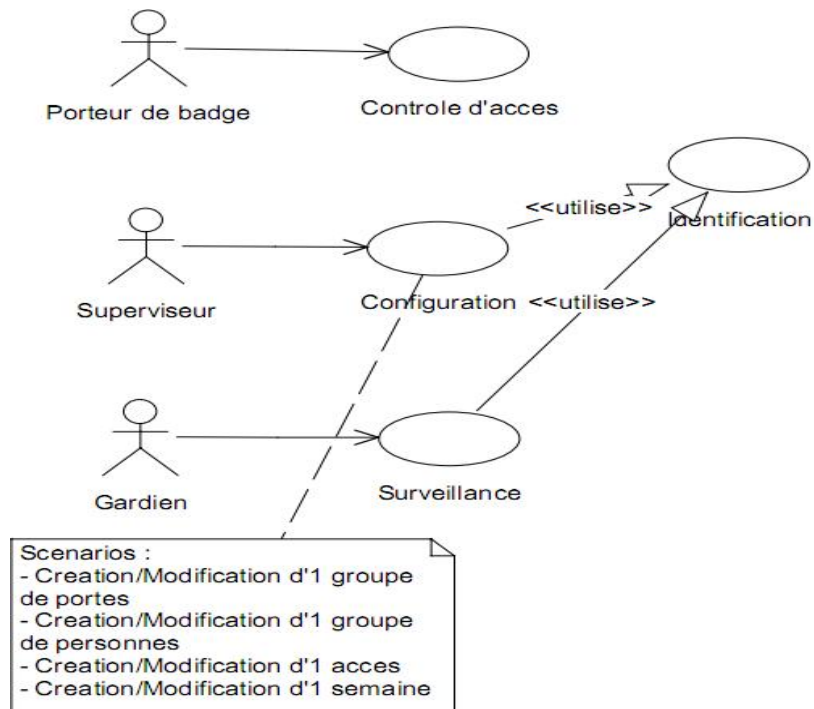 Porteur de badge
Controle d'acces
<<utilise>>
Identification
Superviseur
Configuration
<<utilise>>
Gardien
Surveillance
Scenarios :
- Creation/Modification d'1 groupe
de portes
- Creation/Modification d'1 groupe
de personnes
- Creation/Modification d'1 acces
- Creation/Modification d'1 semaine